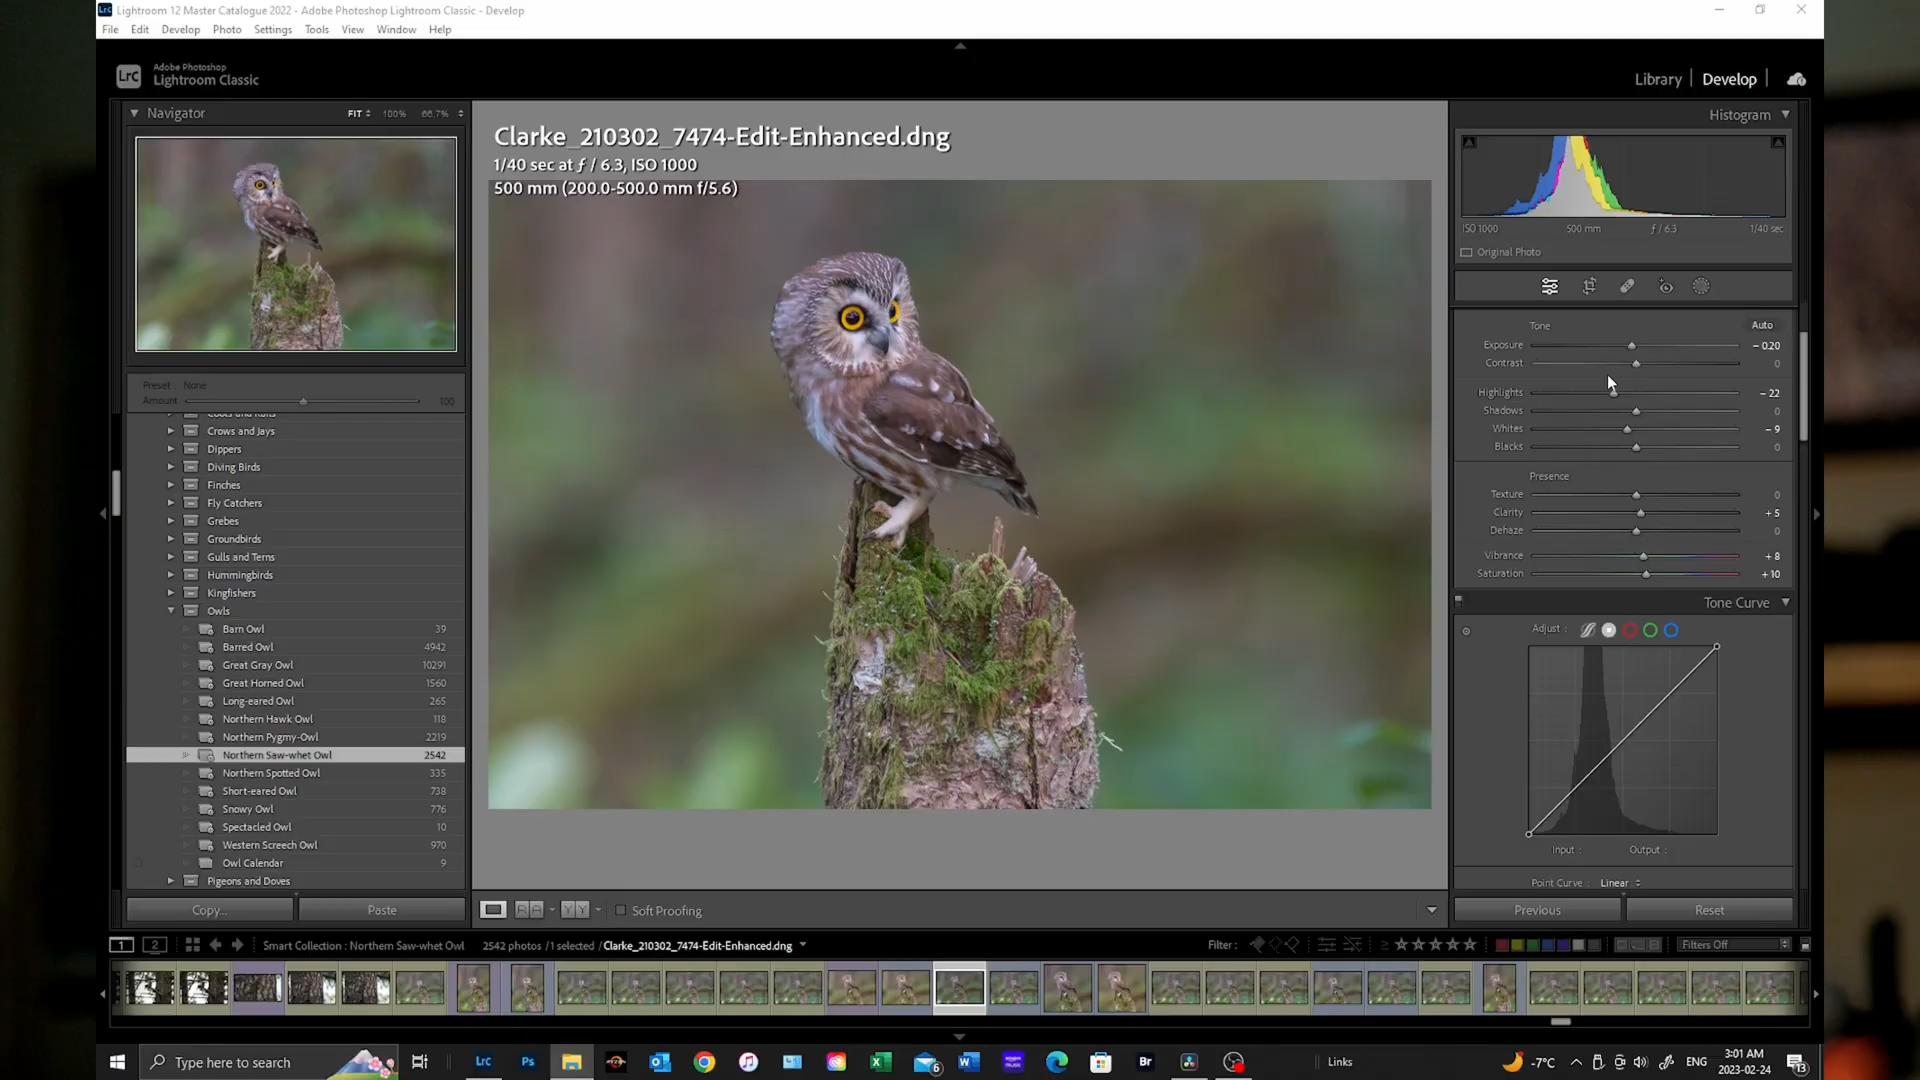 Lightroom 12 Master Catalogue 2022 - Adobe Photoshop Lightroom Classic - Develop
File Edit Develop Photo Settings Tools View Window Help
LrC
Adobe Photoshop
Lightroom Classic
Library Develop
Navigator
FIT 100% 66.7%
Preset : None
Amount 100
Coots and Rails
Crows and Jays
Dippers
Diving Birds
Finches
Fly Catchers
Grebes
Groundbirds
Gulls and Terns
Hummingbirds
Kingfishers
Owls
Barn Owl 39
Barred Owl 4942
Great Gray Owl 10291
Great Horned Owl 1560
Long-eared Owl 265
Northern Hawk Owl 118
Northern Pygmy-Owl 2219
Northern Saw-whet Owl 2542
Northern Spotted Owl 335
Short-eared Owl 738
Snowy Owl 776
Spectacled Owl 10
Western Screech Owl 970
Owl Calendar 9
Pigeons and Doves
Copy... Paste
Clarke_210302_7474-Edit-Enhanced.dng
1/40 sec at ƒ / 6.3, ISO 1000
500 mm (200.0-500.0 mm f/5.6)
Soft Proofing
Histogram
ISO 1000 500 mm ƒ / 6.3 1/40 sec
Original Photo
Tone Auto
Exposure - 0.20
Contrast 0
Highlights - 22
Shadows 0
Whites - 9
Blacks 0
Presence
Texture 0
Clarity + 5
Dehaze 0
Vibrance + 8
Saturation + 10
Tone Curve
Adjust :
Input : Output :
Point Curve : Linear
Previous Reset
1 2 Smart Collection : Northern Saw-whet Owl 2542 photos / 1 selected / Clarke_210302_7474-Edit-Enhanced.dng Filter : ≥ Filters Off
Type here to search
LrC Ps 6 Br Links -7°C ENG
3:01 AM
2023-02-24
13